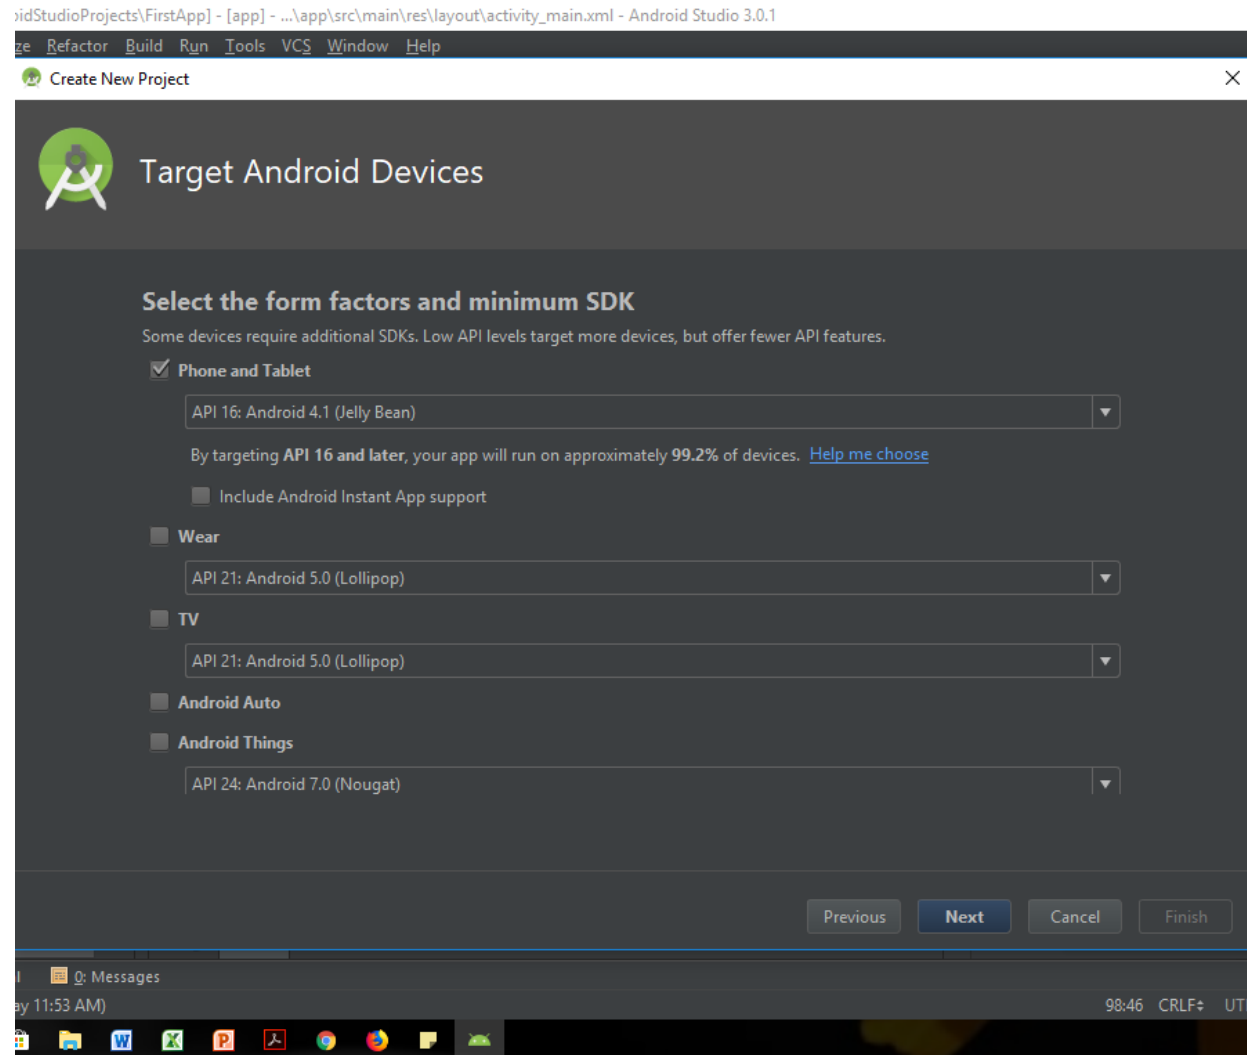 oidStudioProjects\FirstApp] - [app] - ...\app\src\main\res\layout\activity_main.xml - Android Studio 3.0.1
ze Refactor Build Run Tools VCS Window Help
Create New Project
Target Android Devices
Select the form factors and minimum SDK
Some devices require additional SDKs. Low API levels target more devices, but offer fewer API features.
Phone and Tablet
API 16: Android 4.1 (Jelly Bean)
By targeting API 16 and later, your app will run on approximately 99.2% of devices. Help me choose
Include Android Instant App support
Wear
API 21: Android 5.0 (Lollipop)
TV
API 21: Android 5.0 (Lollipop)
Android Auto
Android Things
API 24: Android 7.0 (Nougat)
Previous Next Cancel Finish
l 0: Messages
ay 11:53 AM) 98:46 CRLF UT